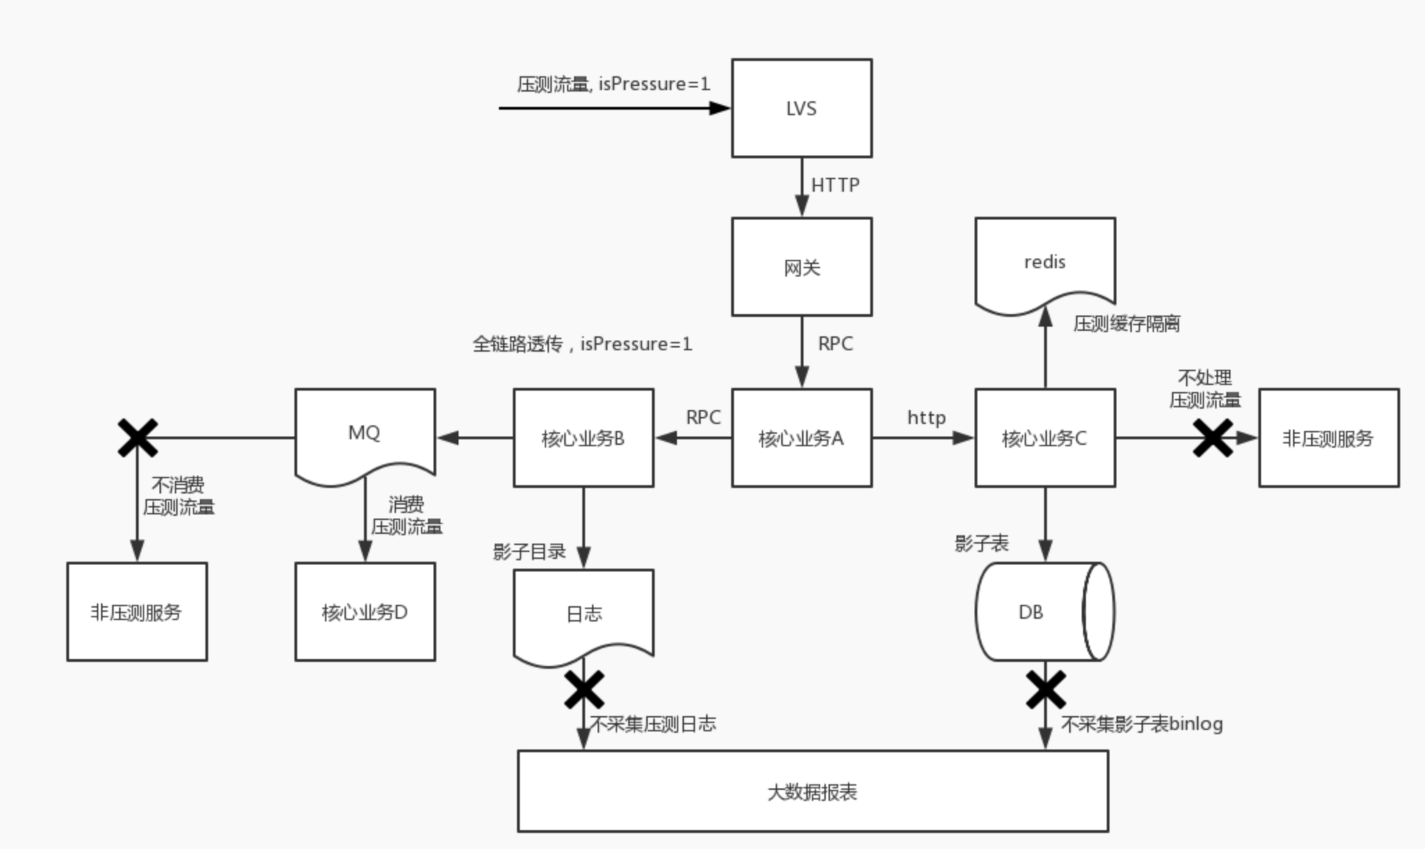 压测流量, isPressure=1
LVS
HTTP
网关
redis
压测缓存隔离
全链路透传，isPressure=1
RPC
不处理
压测流量
MQ
核心业务B
RPC
核心业务A
http
核心业务C
非压测服务
不消费
压测流量
消费
压测流量
影子目录
影子表
非压测服务
核心业务D
日志
DB
不采集压测日志
不采集影子表binlog
大数据报表